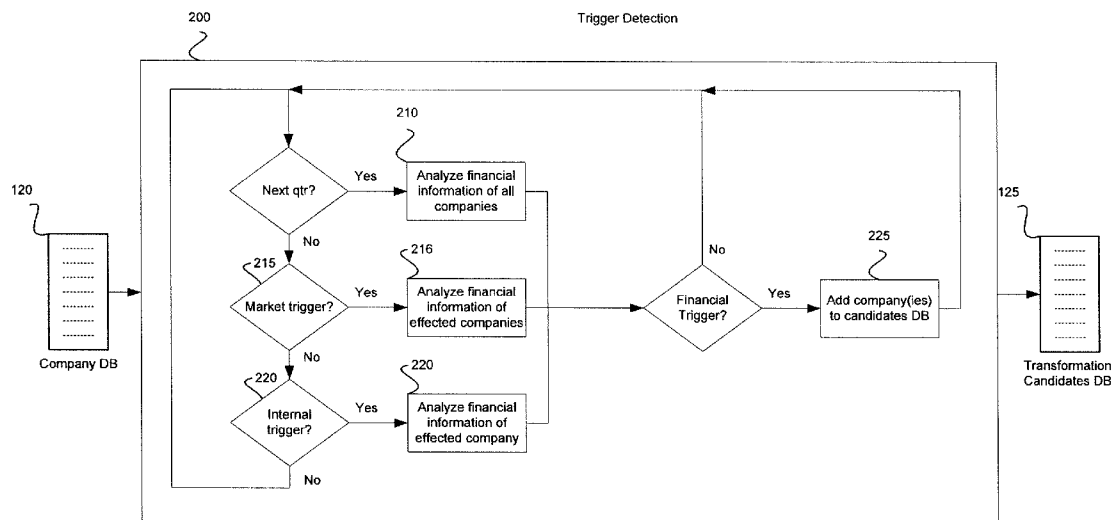 Trigger Detection
200
210
Next qtr?
Yes
Analyze financial
information of all
companies
No
120
125
215
216
225
Market trigger?
Yes
Analyze financial
information of
effected companies
No
Financial
Trigger?
Yes
Add company(ies)
to candidates DB
Company DB
Transformation
Candidates DB
No
220
220
Internal
trigger?
Yes
Analyze financial
information of
effected company
No